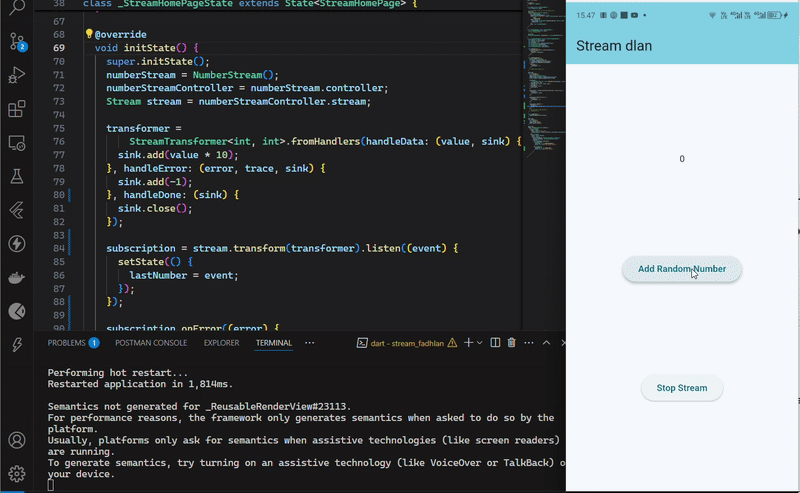 38 class _StreamHomePageState extends State<StreamHomePage> {
67
68 @override
69 void initState() {
70 super.initState();
71 numberStream = NumberStream();
72 numberStreamController = numberStream.controller;
73 Stream stream = numberStreamController.stream;
74
75 transformer =
76 StreamTransformer<int, int>.fromHandlers(handleData: (value, sink) {
77 sink.add(value * 10);
78 }, handleError: (error, trace, sink) {
79 sink.add(-1);
80 }, handleDone: (sink) {
81 sink.close();
82 });
83
84 subscription = stream.transform(transformer).listen((event) {
85 setState(() {
86 lastNumber = event;
87 });
88 });
89
90 subscription.onError((error) {
2
PROBLEMS 1 POSTMAN CONSOLE EXPLORER TERMINAL ··· dart - stream_fadhlan
Performing hot restart...
Restarted application in 1,814ms.
Semantics not generated for _ReusableRenderView#23113.
For performance reasons, the framework only generates semantics when asked to do so by the
platform.
Usually, platforms only ask for semantics when assistive technologies (like screen readers)
are running.
To generate semantics, try turning on an assistive technology (like VoiceOver or TalkBack) o
your device.
15.47
Stream dlan
0
Add Random Number
Stop Stream